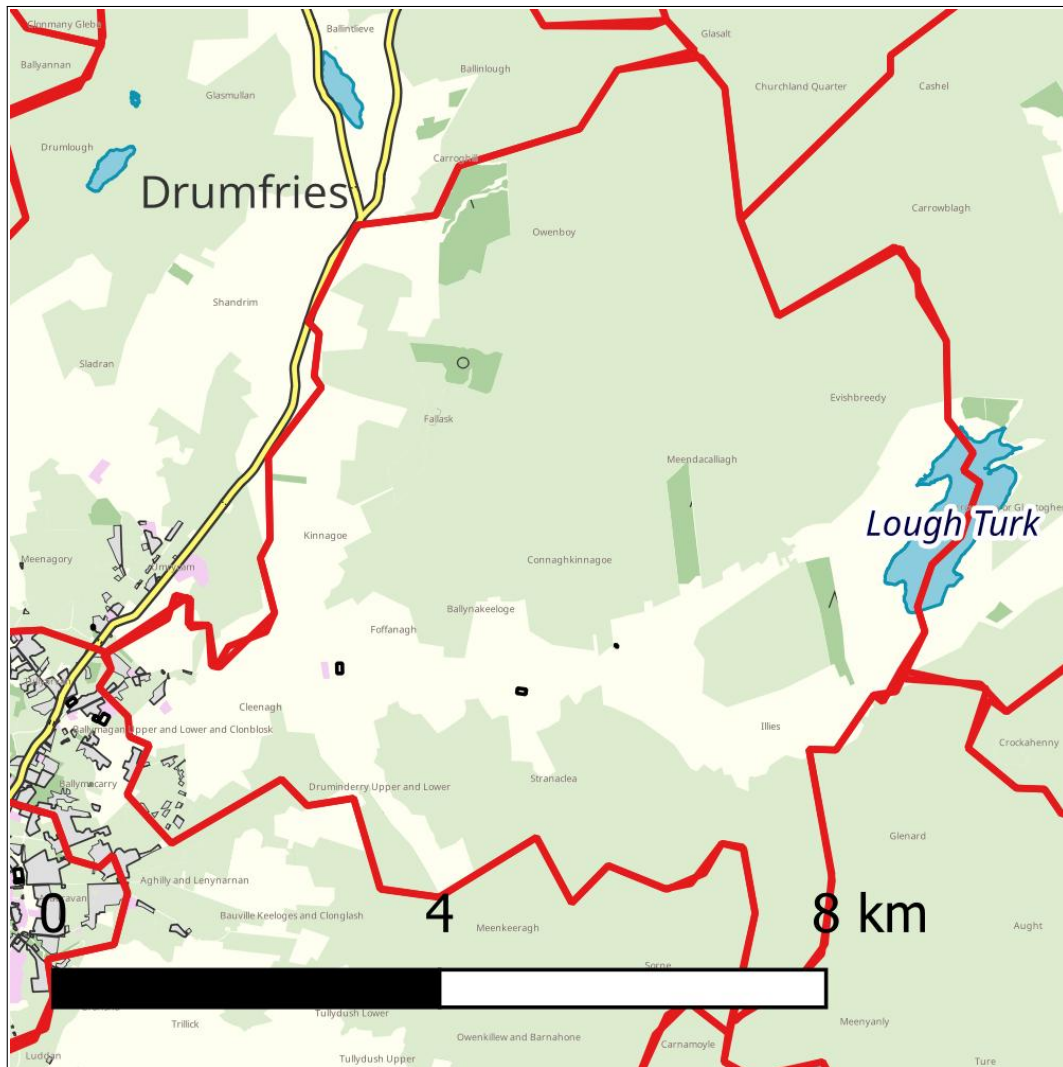 Clonmany Glebe
Ballintlieve
Glasalt
Ballyannan
Ballinlough
Churchland Quarter
Cashel
Glasmullan
Drumlough
Carroghill
Drumfries
Carrowblagh
Owenboy
Shandrim
Sladran
Evishbreedy
Fallask
Meendacalliagh
Lough Turk
Kinnagoe
Meenagory
Connaghkinnagoe
Ballynakeeloge
Foffanagh
Cleenagh
Illies
Ballymagan Upper and Lower and Clonblosk
Crockahenny
Stranaclea
Ballymacarry
Druminderry Upper and Lower
Glenard
Aghilly and Lenynarnan
0
4
8 km
Bauville Keeloges and Clonglash
Meenkeeragh
Aught
Sorne
Tullydush Lower
Trillick
Meenyanly
Owenkillew and Barnahone
Carnamoyle
Luddan
Tullydush Upper
Ture